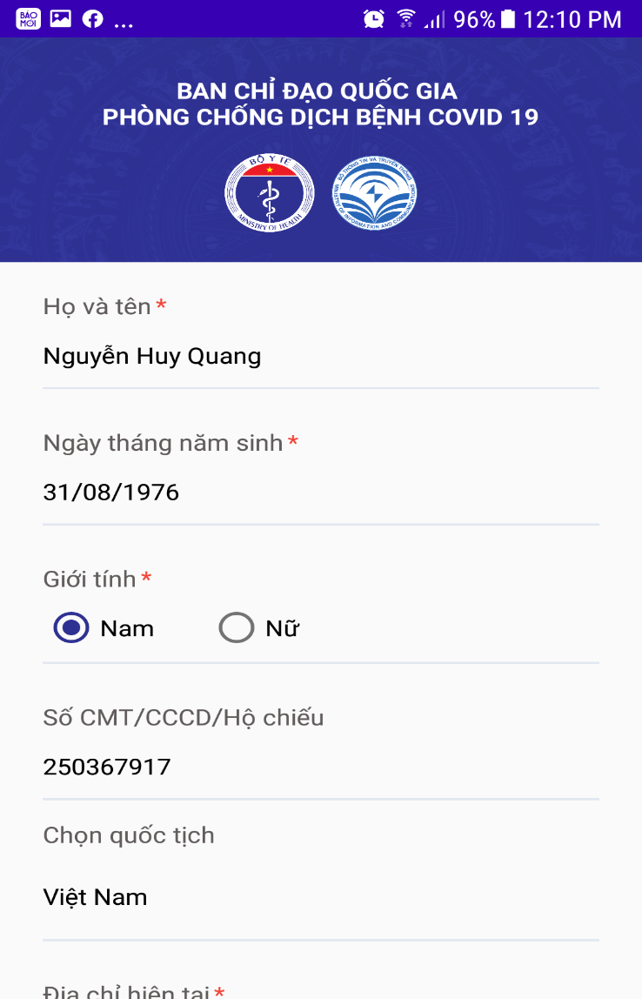 BÁO MỚI
... 96% 12:10 PM
BAN CHỈ ĐẠO QUỐC GIA
PHÒNG CHỐNG DỊCH BỆNH COVID 19
BỘ Y TẾ
MINISTRY OF HEALTH
BỘ THÔNG TIN VÀ TRUYỀN THÔNG
MINISTRY OF INFORMATION AND COMMUNICATIONS
Họ và tên *
Nguyễn Huy Quang
Ngày tháng năm sinh *
31/08/1976
Giới tính *
Nam Nữ
Số CMT/CCCD/Hộ chiếu
250367917
Chọn quốc tịch
Việt Nam
Địa chỉ hiện tại *